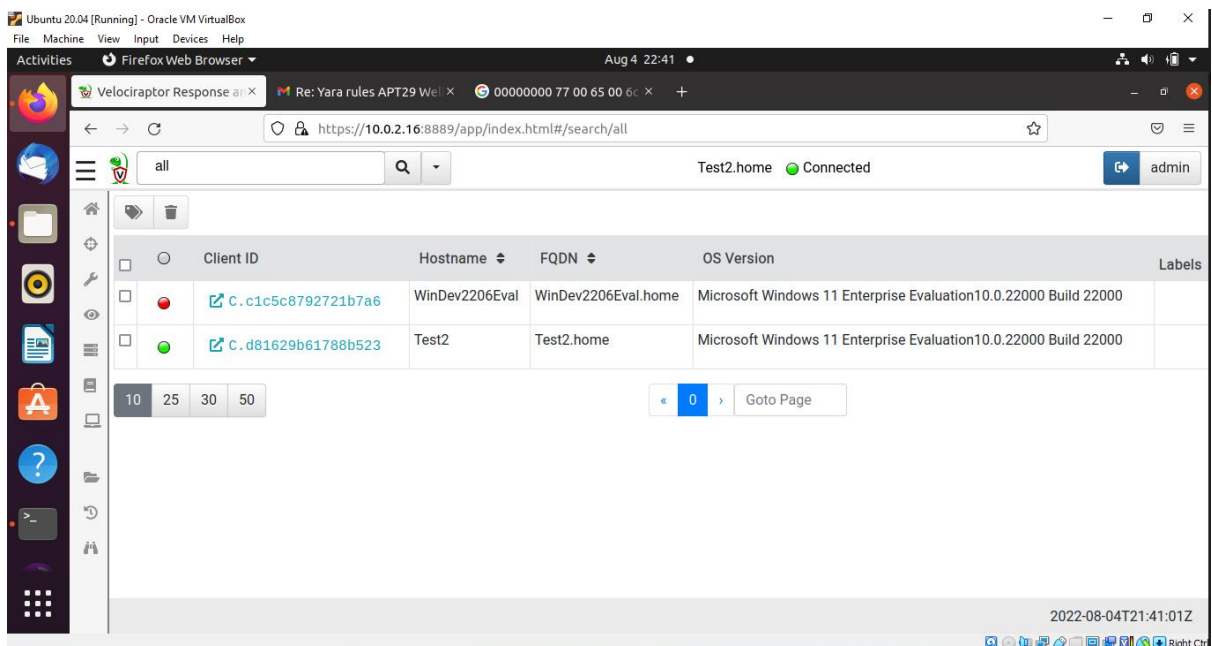 Ubuntu 20.04 [Running] - Oracle VM VirtualBox
File Machine View Input Devices Help
Activities Firefox Web Browser Aug 4 22:41
Velociraptor Response an Re: Yara rules APT29 Well 00000000 77 00 65 00 6c
https://10.0.2.16:8889/app/index.html#/search/all
all Test2.home Connected admin
Client ID Hostname FQDN OS Version Labels
C.c1c5c8792721b7a6 WinDev2206Eval WinDev2206Eval.home Microsoft Windows 11 Enterprise Evaluation10.0.22000 Build 22000
C.d81629b61788b523 Test2 Test2.home Microsoft Windows 11 Enterprise Evaluation10.0.22000 Build 22000
10 25 30 50 « 0 › Goto Page
2022-08-04T21:41:01Z
Right Ctrl